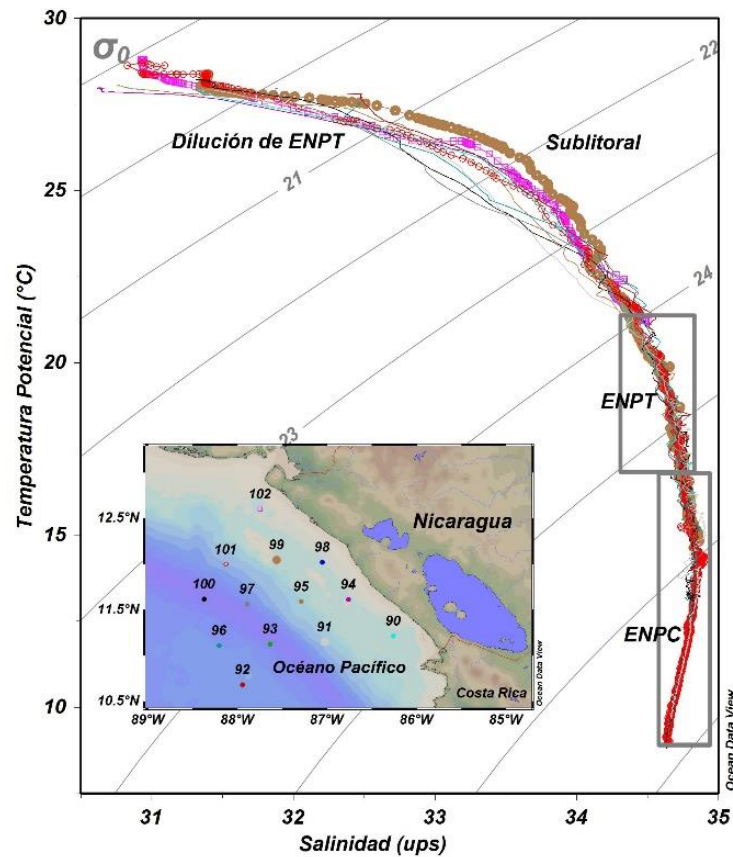 30
25
20
15
10
Temperatura Potencial (°C)
σ0
22
21
24
23
Dilución de ENPT
Sublitoral
ENPT
ENPC
12.5°N
11.5°N
10.5°N
102
101
99
98
100
97
95
94
96
93
91
90
92
Nicaragua
Océano Pacífico
Costa Rica
Ocean Data View
89°W
88°W
87°W
86°W
85°W
Ocean Data View
31
32
33
34
35
Salinidad (ups)